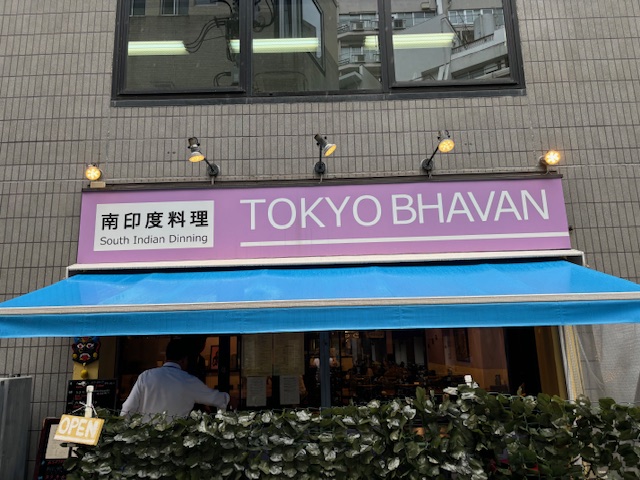 南印度料理
South Indian Dinning
TOKYO BHAVAN
OPEN